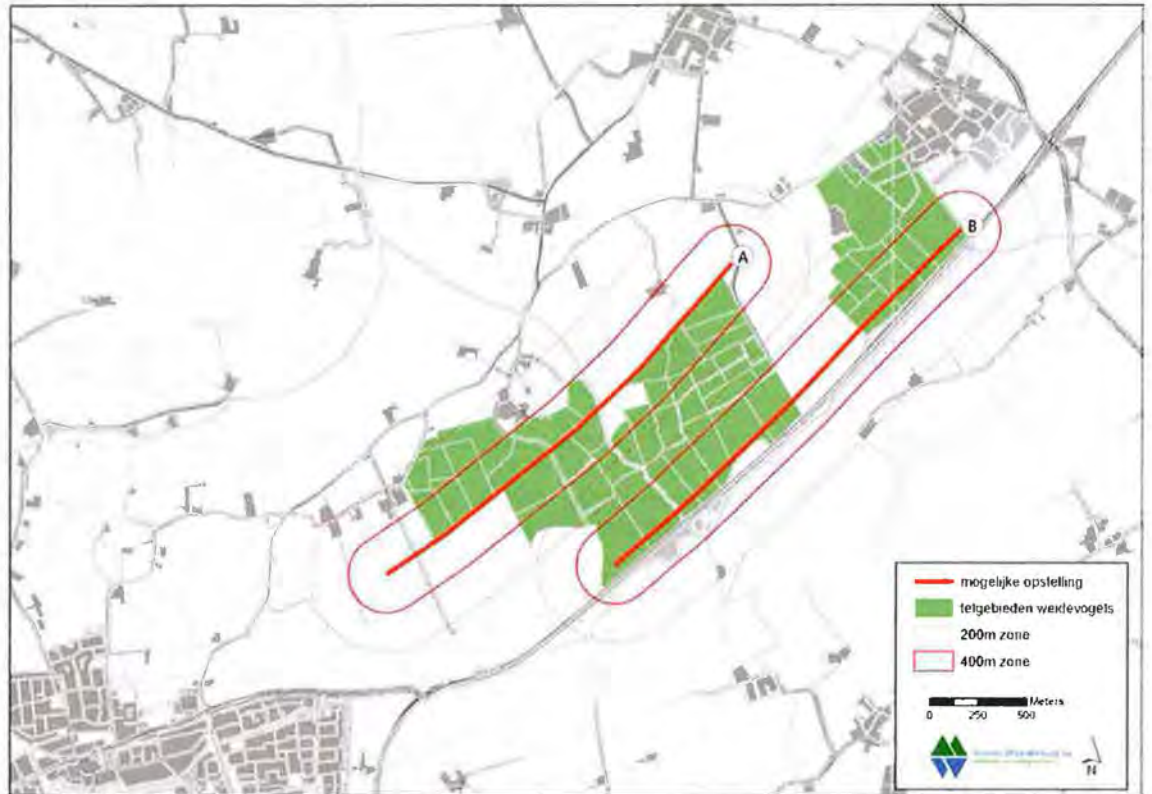 A
B
mogelijke opstelling
telgebieden weidevogels
200m zone
400m zone
Meters
0 250 500
N